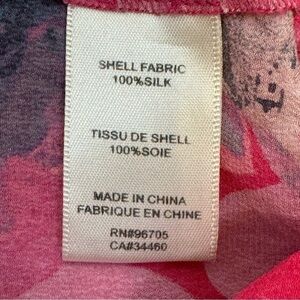 SHELL FABRIC
100%SILK
TISSU DE SHELL
100%SOIE
MADE IN CHINA
FABRIQUE EN CHINE
RN#96705
CA#34460